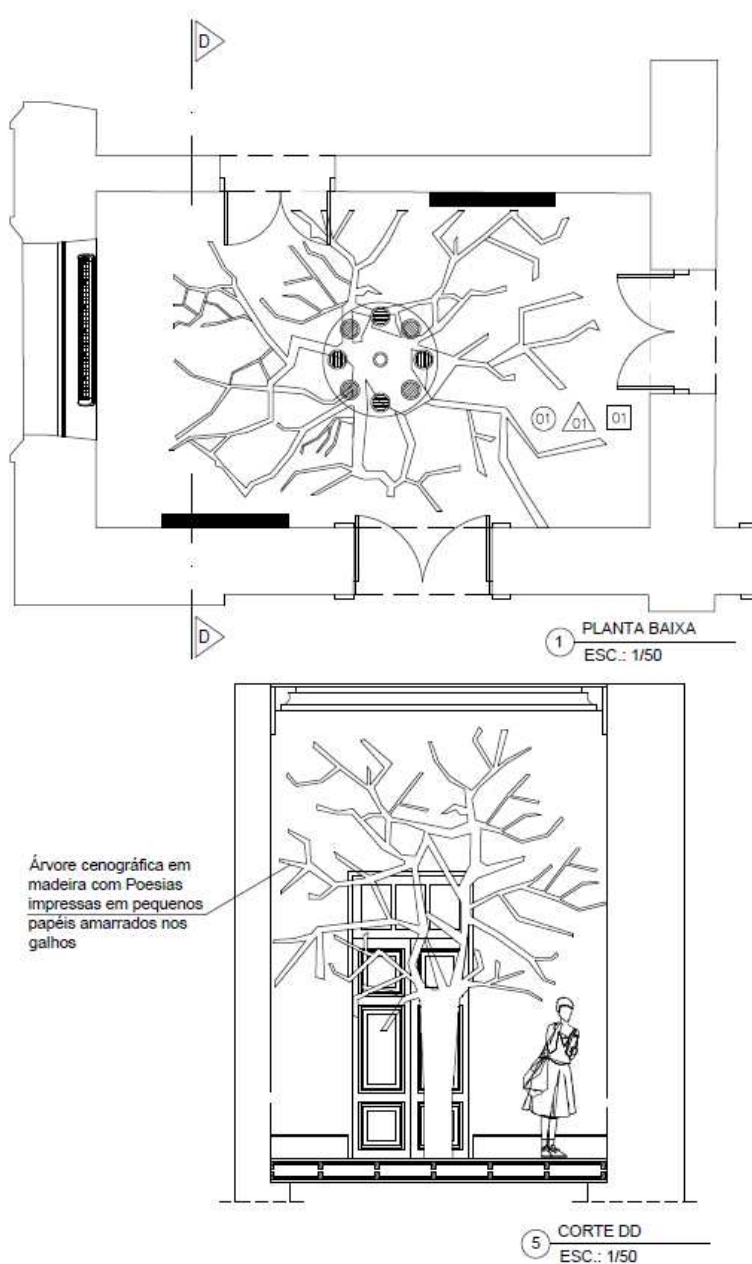 D
01
01
01
D
1
PLANTA BAIXA
ESC.: 1/50
Árvore cenográfica em
madeira com Poesias
impressas em pequenos
papéis amarrados nos
galhos
5
CORTE DD
ESC.: 1/50